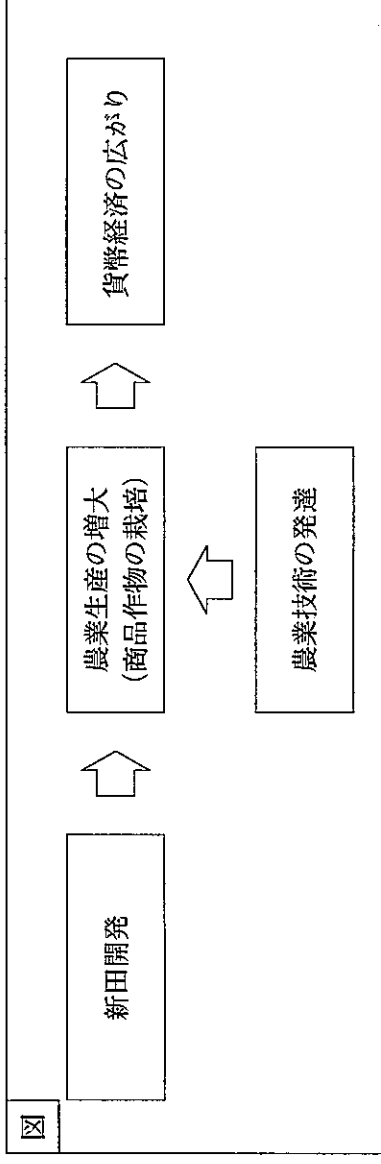 図
新田開発
農業生産の増大
(商品作物の栽培)
貨幣経済の広がり
農業技術の発達